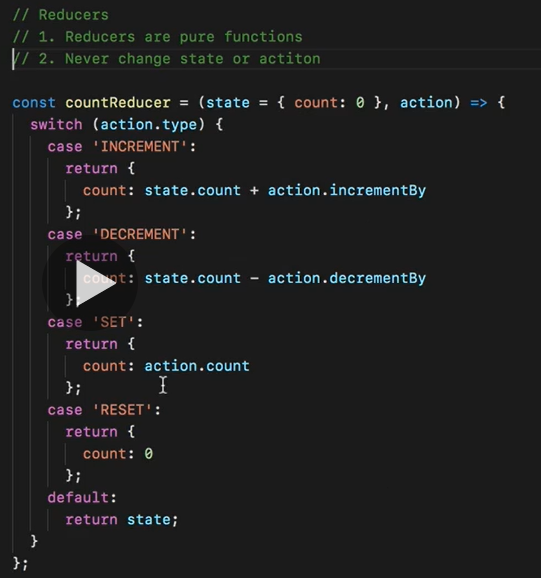 // Reducers
// 1. Reducers are pure functions
// 2. Never change state or actiton
const countReducer = (state = { count: 0 }, action) => {
switch (action.type) {
case 'INCREMENT':
return {
count: state.count + action.incrementBy
};
case 'DECREMENT':
return {
count: state.count - action.decrementBy
};
case 'SET':
return {
count: action.count
};
case 'RESET':
return {
count: 0
};
default:
return state;
}
};